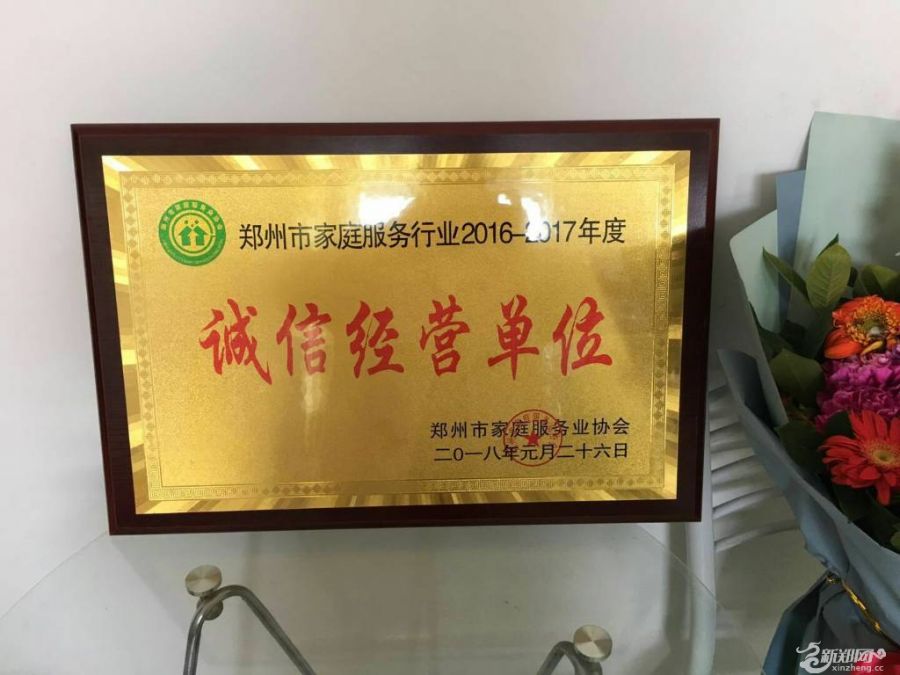 郑州市家庭服务行业2016-2017年度
诚信经营单位
郑州市家庭服务业协会
二0一八年元月二十六日
新郑网
xinzheng.cc